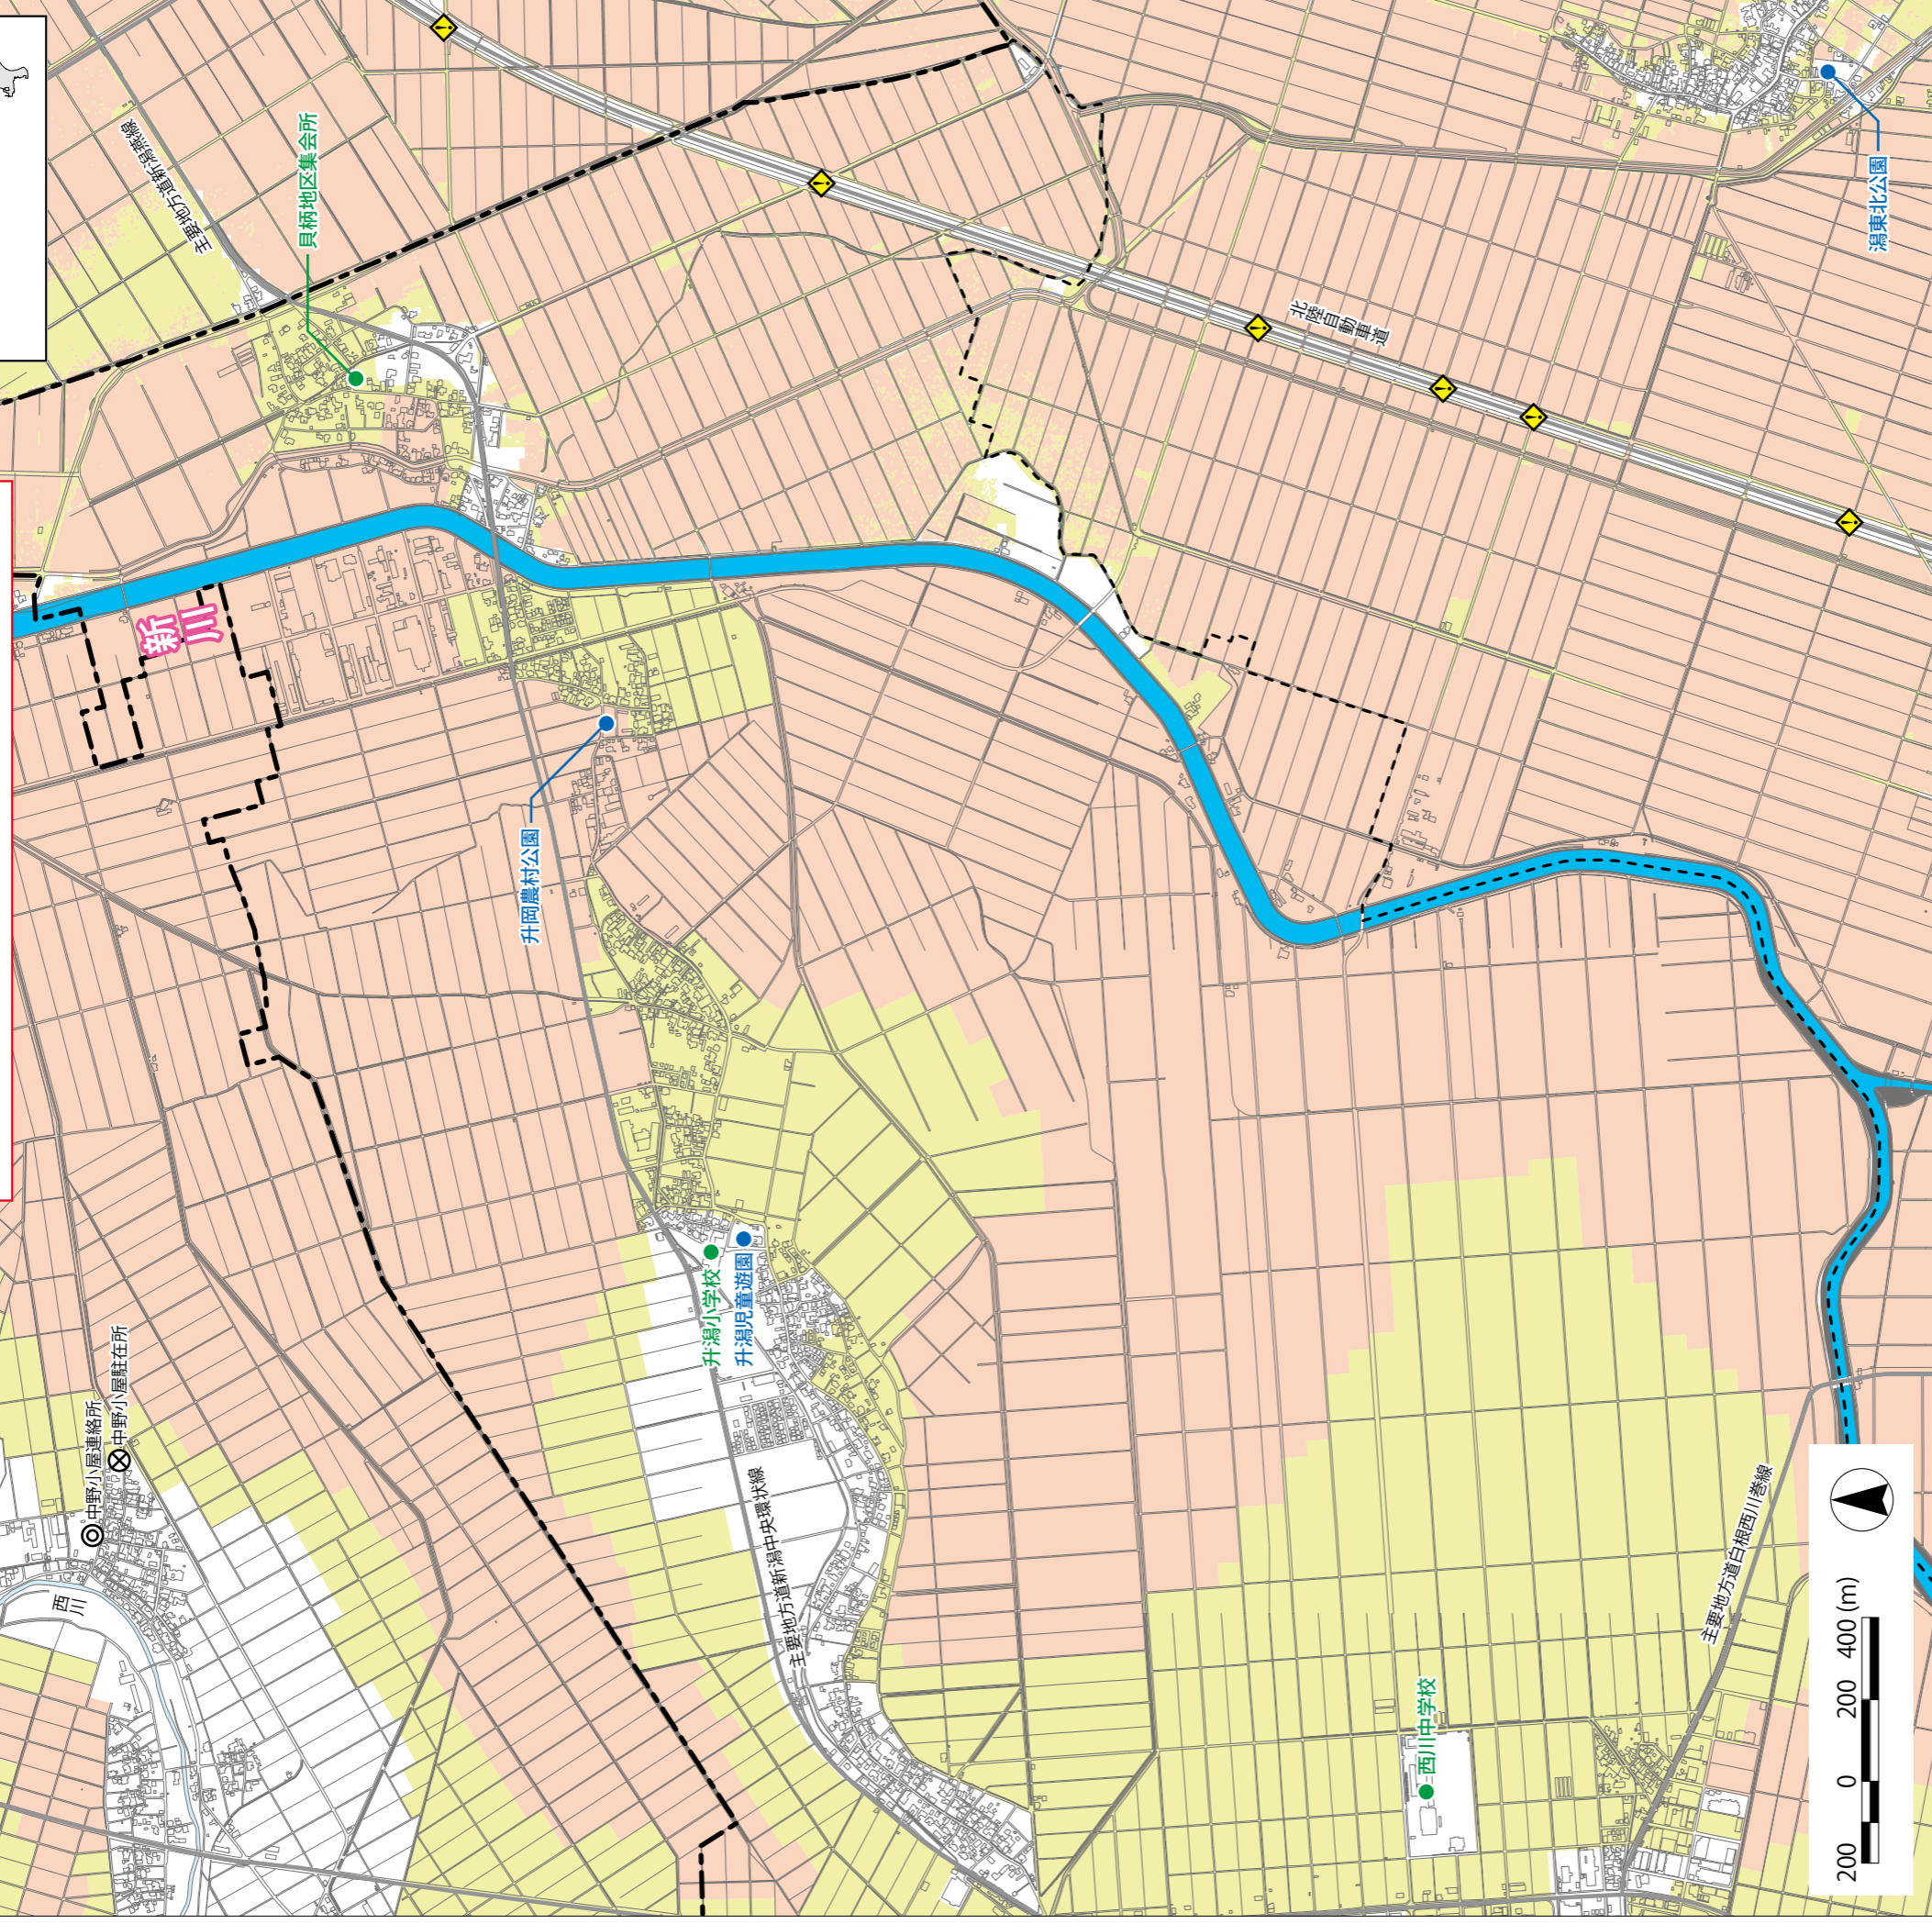 主要地方道新潟燕線
貝柄地区集会所
新川
升岡農村公園
北陸自動車道
潟東北公園
中野小屋連絡所
中野小屋駐在所
西川
升潟小学校
升潟児童遊園
主要地方道新潟中央環状線
西川中学校
主要地方道白根西川巻線
200 0 200 400 (m)